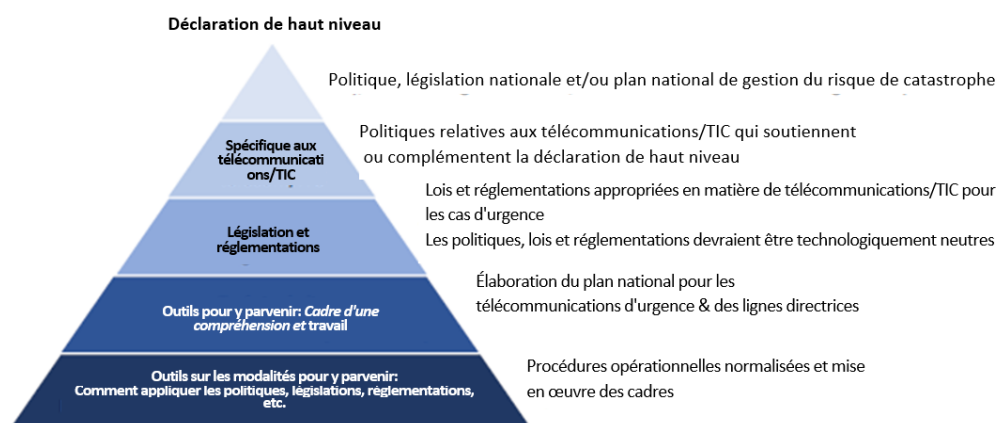 Déclaration de haut niveau
Politique, législation nationale et/ou plan national de gestion du risque de catastrophe
Spécifique aux
télécommunicati
ons/TIC
Politiques relatives aux télécommunications/TIC qui soutiennent
ou complémentent la déclaration de haut niveau
Législation et
réglementations
Lois et réglementations appropriées en matière de télécommunications/TIC pour
les cas d'urgence
Les politiques, lois et réglementations devraient être technologiquement neutres
Outils pour y parvenir: Cadre d'une
compréhension et travail
Élaboration du plan national pour les
télécommunications d'urgence & des lignes directrices
Outils sur les modalités pour y parvenir:
Comment appliquer les politiques, législations, réglementations,
etc.
Procédures opérationnelles normalisées et mise
en œuvre des cadres